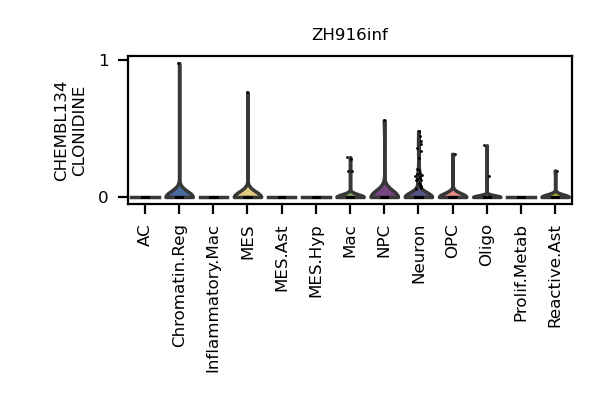 ZH916inf
CHEMBL134
CLONIDINE
1
0
AC
Chromatin.Reg
Inflammatory.Mac
MES
MES.Ast
MES.Hyp
Mac
NPC
Neuron
OPC
Oligo
Prolif.Metab
Reactive.Ast